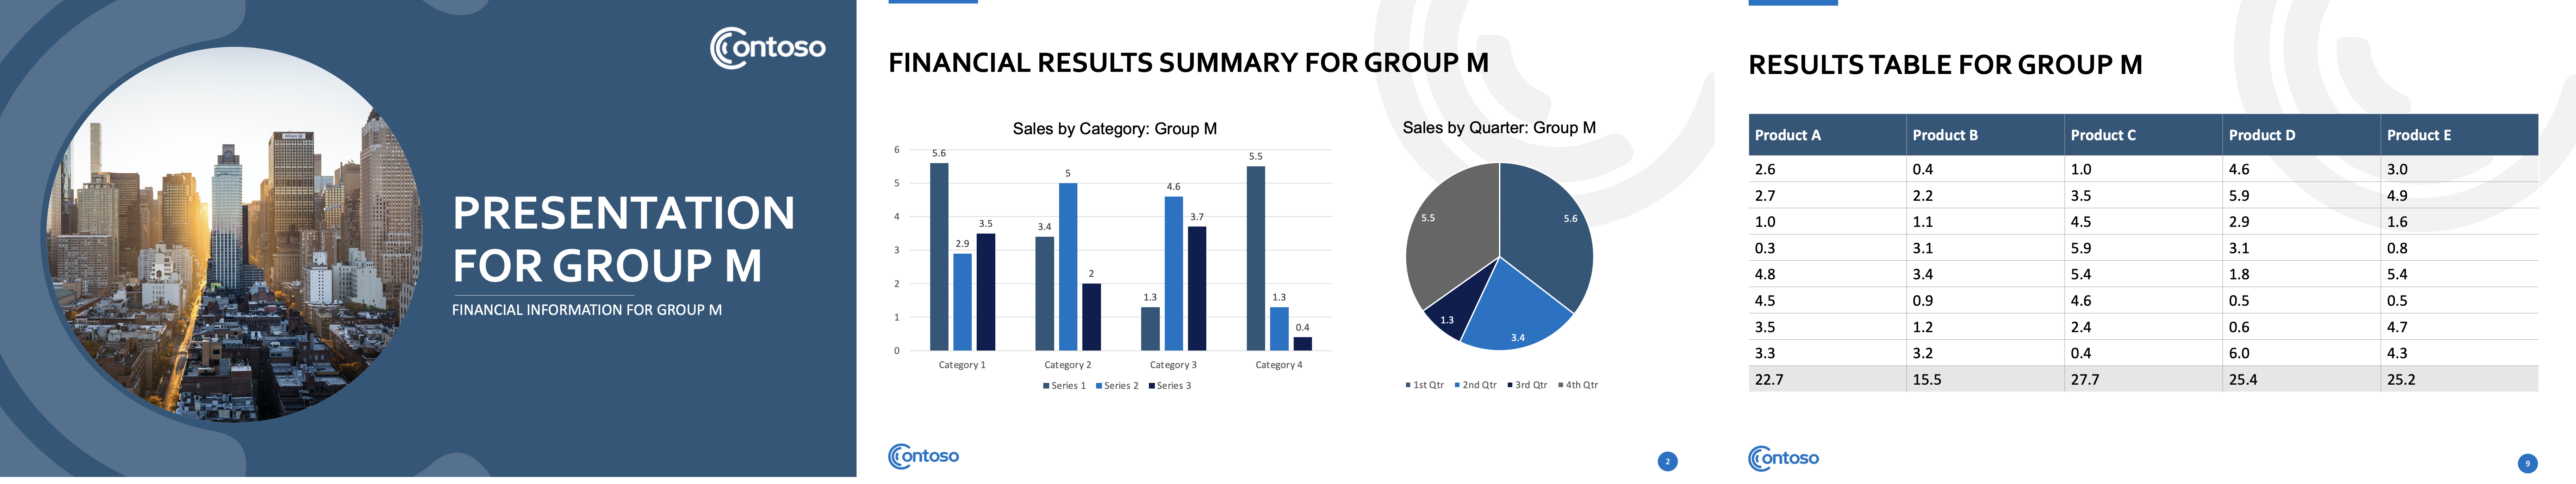 Contoso
PRESENTATION
FOR GROUP M
FINANCIAL INFORMATION FOR GROUP M
FINANCIAL RESULTS SUMMARY FOR GROUP M
Sales by Category: Group M
6
5
4
3
2
1
0
5.6
2.9
3.5
3.4
5
2
1.3
4.6
3.7
5.5
1.3
0.4
Category 1 Category 2 Category 3 Category 4
Series 1 Series 2 Series 3
Sales by Quarter: Group M
5.6
3.4
1.3
5.5
1st Qtr 2nd Qtr 3rd Qtr 4th Qtr
Contoso
2
RESULTS TABLE FOR GROUP M
Product A Product B Product C Product D Product E
2.6 0.4 1.0 4.6 3.0
2.7 2.2 3.5 5.9 4.9
1.0 1.1 4.5 2.9 1.6
0.3 3.1 5.9 3.1 0.8
4.8 3.4 5.4 1.8 5.4
4.5 0.9 4.6 0.5 0.5
3.5 1.2 2.4 0.6 4.7
3.3 3.2 0.4 6.0 4.3
22.7 15.5 27.7 25.4 25.2
Contoso
9